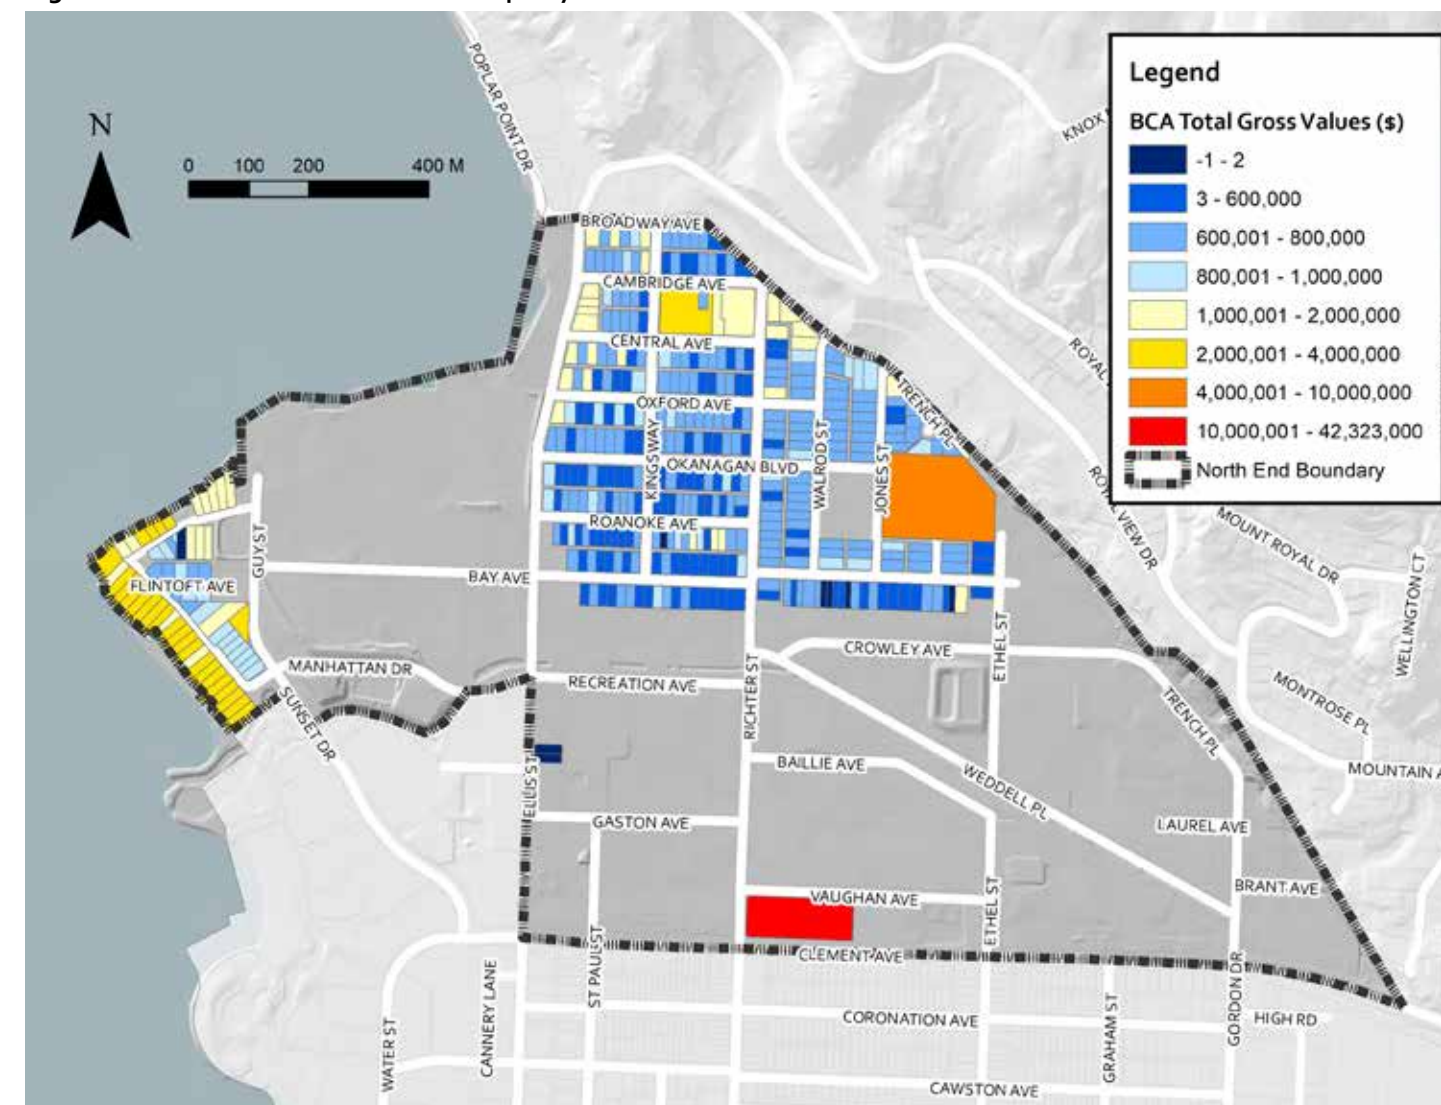 POPLAR POINT DR
N
0 100 200 400 M
KNOX
Legend
BCA Total Gross Values ($)
-1 - 2
3 - 600,000
600,001 - 800,000
800,001 - 1,000,000
1,000,001 - 2,000,000
2,000,001 - 4,000,000
4,000,001 - 10,000,000
10,000,001 - 42,323,000
North End Boundary
BROADWAY AVE
CAMBRIDGE AVE
CENTRAL AVE
ROYAL
OXFORD AVE
TRENCH PL
KINGSWAY
WALROD ST
JONES ST
OKANAGAN BLVD
ROANOKE AVE
ROYAL VIEW DR
MOUNT ROYAL DR
WELLINGTON CT
GUY ST
FLINTOFT AVE
BAY AVE
ETHEL ST
CROWLEY AVE
MANHATTAN DR
RECREATION AVE
RICHTER ST
SUNSET DR
TRENCH PL
MONTROSE PL
MOUNTAIN A
ELLIS ST
BAILLIE AVE
WEDDELL PL
GASTON AVE
LAUREL AVE
VAUGHAN AVE
BRANT AVE
ETHEL ST
CLEMENT AVE
ST PAUL ST
CANNERY LANE
GORDON DR
WATER ST
CORONATION AVE
GRAHAM ST
HIGH RD
CAWSTON AVE